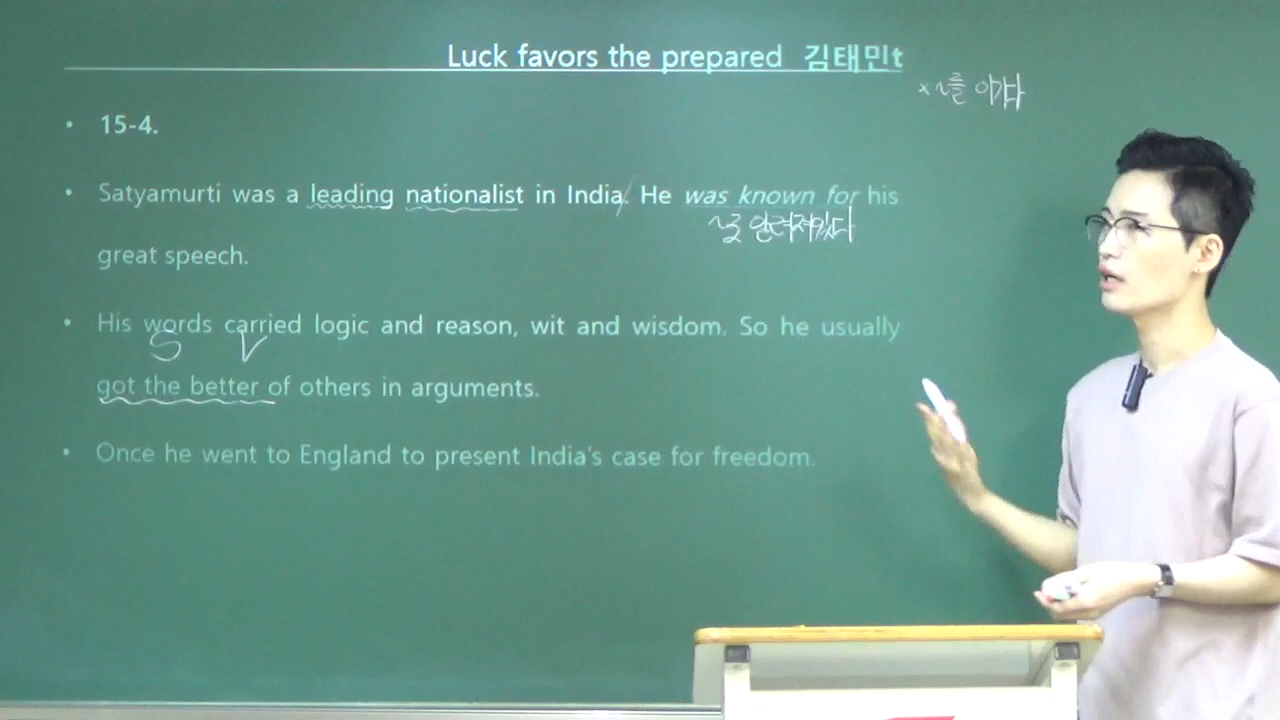 Luck favors the prepared 김태민t
x ~를 이기다
• 15-4.
• Satyamurti was a leading nationalist in India. He was known for his
~로 알려져있다
great speech.
• His words carried logic and reason, wit and wisdom. So he usually
S V
got the better of others in arguments.
• Once he went to England to present India's case for freedom.